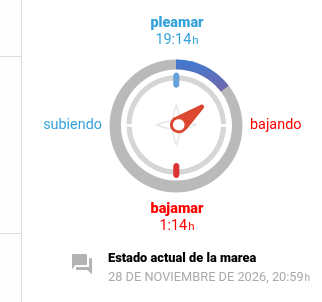 pleamar
19:14h
subiendo
bajando
bajamar
1:14h
Estado actual de la marea
28 DE NOVIEMBRE DE 2026, 20:59h